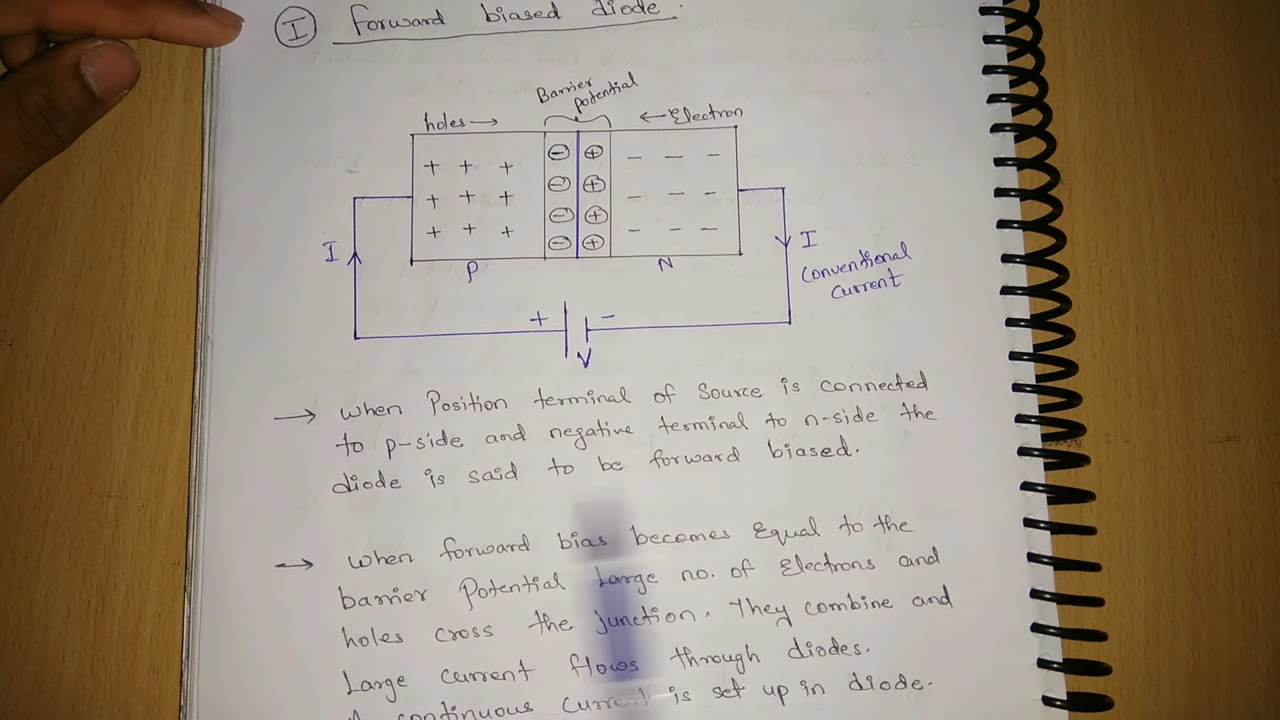 I forward biased diode.
Barrier potential
holes → ← Electron
+ + + ⊖ ⊕ − − −
+ + + ⊖ ⊕ − − −
+ + + ⊖ ⊕ − − −
⊖ ⊕
P N
I I
Conventional
Current
+ −
V
→ when Position terminal of Source is connected
to p-side and negative terminal to n-side the
diode is said to be forward biased.
→ When forward bias becomes Equal to the
barrier Potential Large no. of Electrons and
holes cross the junction. They combine and
Large current flows through diodes.
A continuous current is set up in diode.